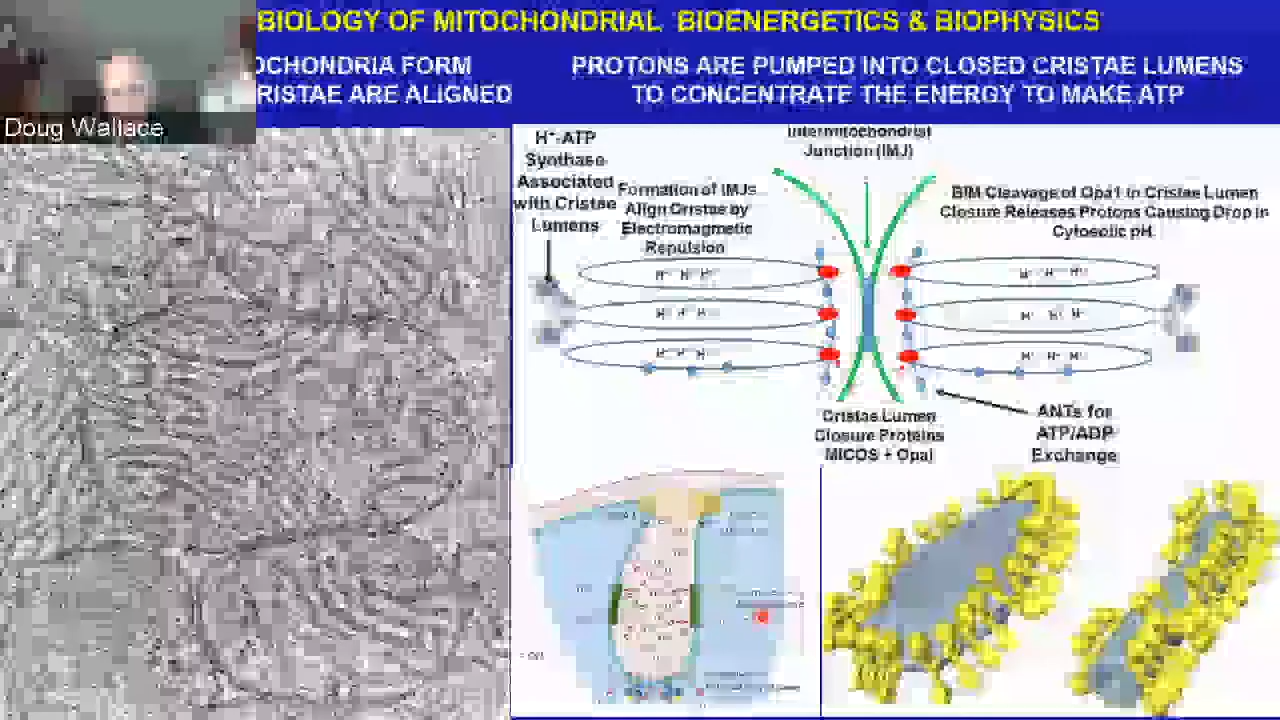 BIOLOGY OF MITOCHONDRIAL BIOENERGETICS & BIOPHYSICS
OCHONDRIA FORM
RISTAE ARE ALIGNED
PROTONS ARE PUMPED INTO CLOSED CRISTAE LUMENS
TO CONCENTRATE THE ENERGY TO MAKE ATP
Doug Wallace
H⁺-ATP
Synthase
Associated
with Cristae
Lumens
Formation of IMJs
Align Cristae by
Electromagnetic
Repulsion
Intermitochondrial
Junction (IMJ)
BIM Cleavage of Opa1 in Cristae Lumen
Closure Releases Protons Causing Drop in
Cytosolic pH
H⁺ H⁺ H⁺
H⁺ H⁺ H⁺
H⁺ H⁺ H⁺
H⁺ H⁺ H⁺
H⁺ H⁺ H⁺
H⁺ H⁺ H⁺
Cristae Lumen
Closure Proteins
MICOS + Opal
ANTs for
ATP/ADP
Exchange